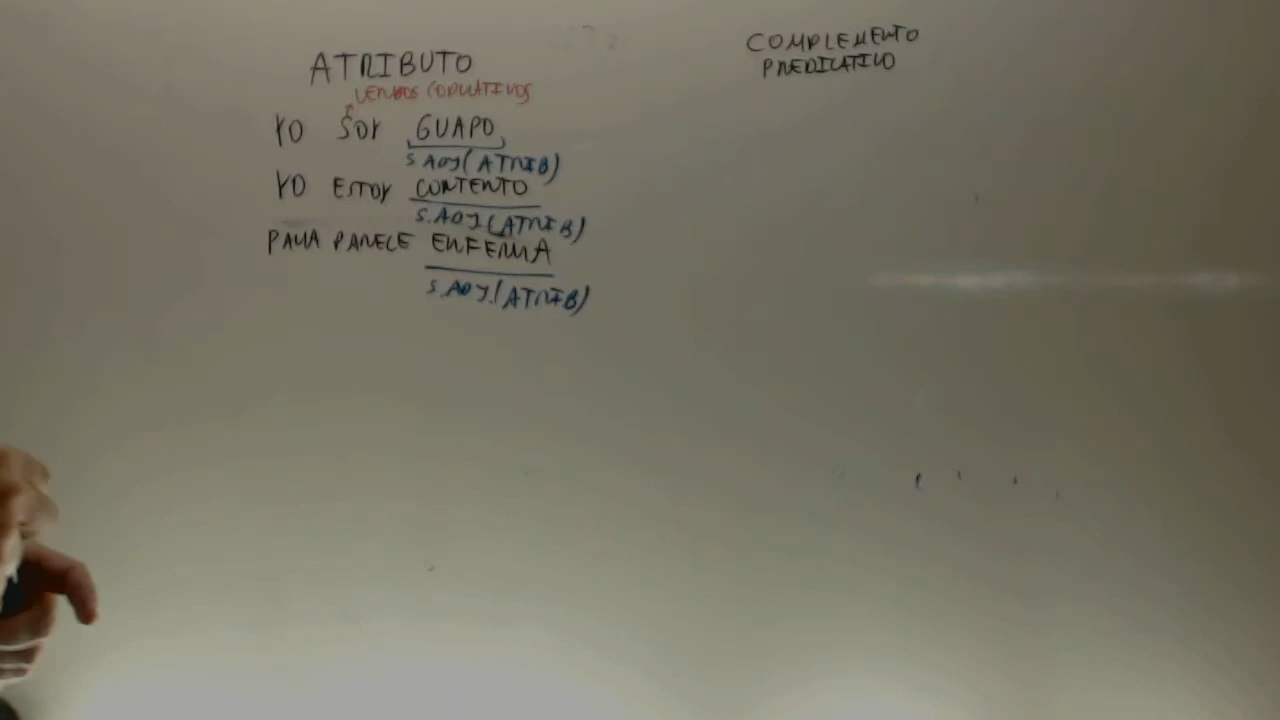 ATRIBUTO
VERBOS COPULATIVOS
YO SOY GUAPO
S ADJ (ATRIB)
YO ESTOY CONTENTO
S.ADJ (ATRIB)
PARECE ENFERMA
S.ADJ. (ATRIB)
COMPLEMENTO
PREDICATIVO